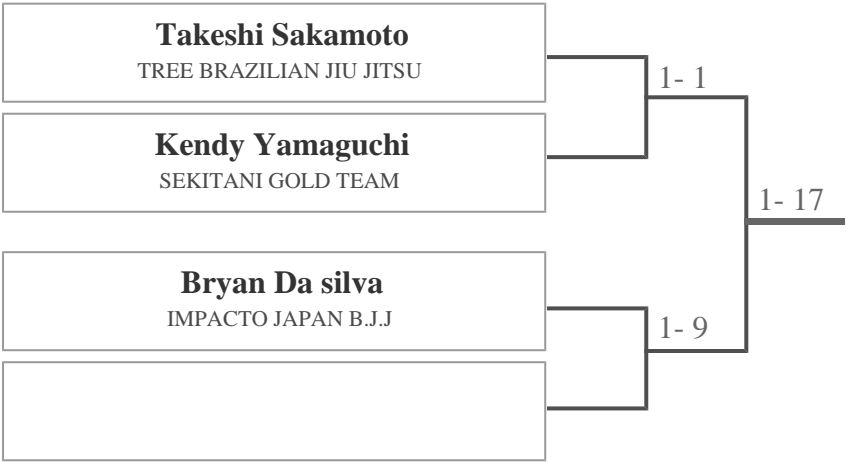 Takeshi Sakamoto
TREE BRAZILIAN JIU JITSU
1- 1
Kendy Yamaguchi
SEKITANI GOLD TEAM
1- 17
Bryan Da silva
IMPACTO JAPAN B.J.J
1- 9